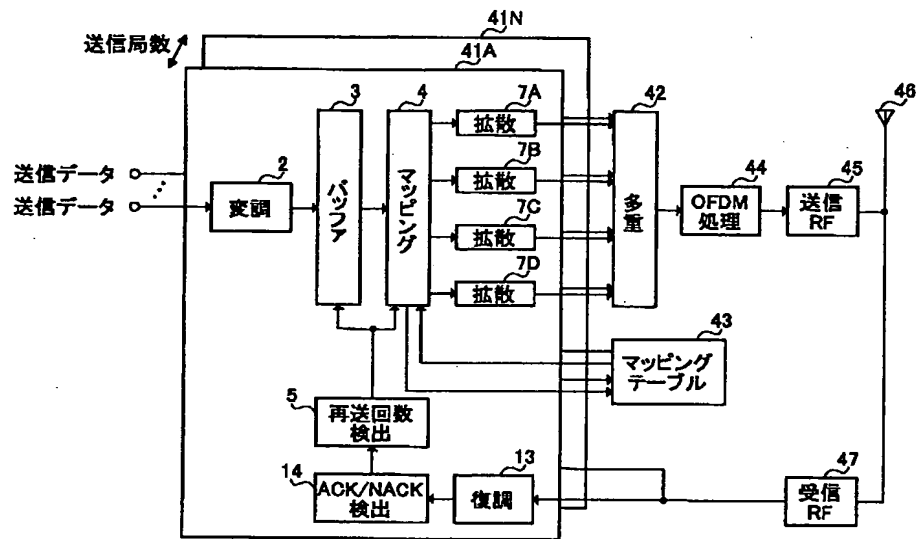 41N
送信局数
41A
3
4
7A
拡散
42
46
送信データ
送信データ
2
変調
バッファ
マッピング
7B
拡散
7C
拡散
7D
拡散
多重
44
OFDM
処理
45
送信
RF
43
マッピング
テーブル
5
再送回数
検出
14
ACK/NACK
検出
13
復調
47
受信
RF